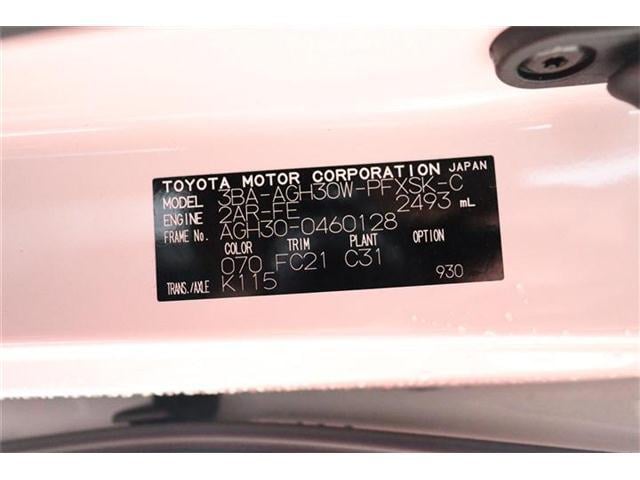 TOYOTA MOTOR CORPORATION JAPAN
MODEL 3BA-AGH30W-PFXSK-C
ENGINE 2AR-FE 2493 mL
FRAME No. AGH30-0460128
COLOR TRIM PLANT OPTION
070 FC21 C31
TRANS./AXLE K115 930